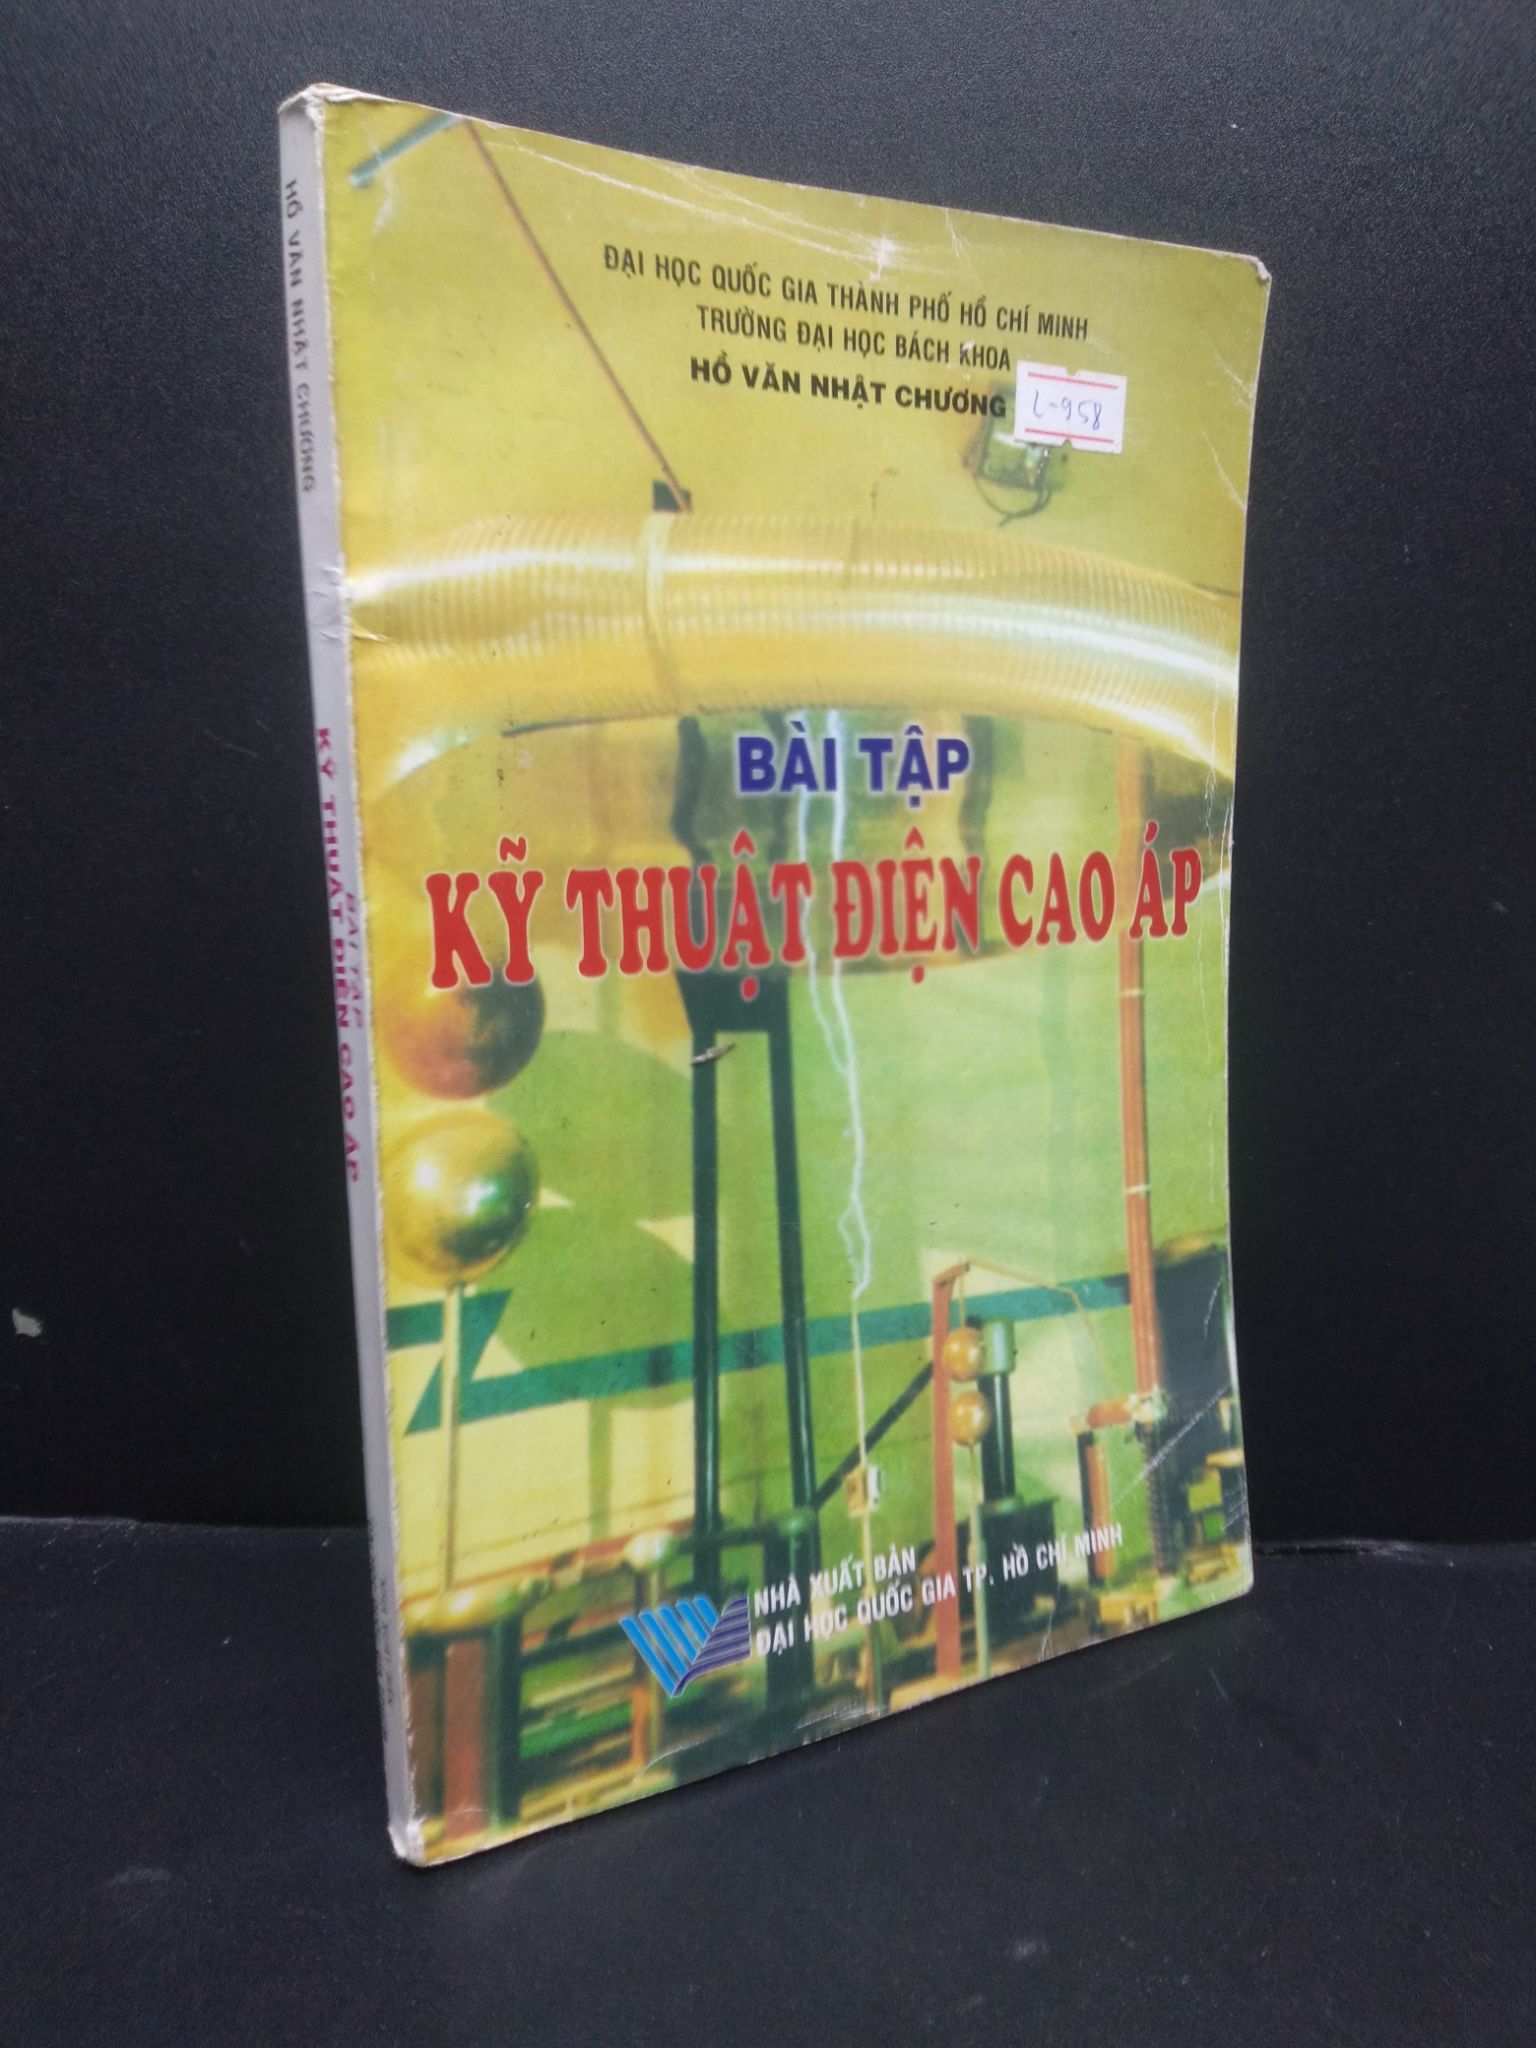 ĐẠI HỌC QUỐC GIA THÀNH PHỐ HỒ CHÍ MINH
TRƯỜNG ĐẠI HỌC BÁCH KHOA
HỒ VĂN NHẬT CHƯƠNG
L-958
BÀI TẬP
KỸ THUẬT ĐIỆN CAO ÁP
NHÀ XUẤT BẢN
ĐẠI HỌC QUỐC GIA TP. HỒ CHÍ MINH
HỒ VĂN NHẬT CHƯƠNG
BÀI TẬP
KỸ THUẬT ĐIỆN CAO ÁP